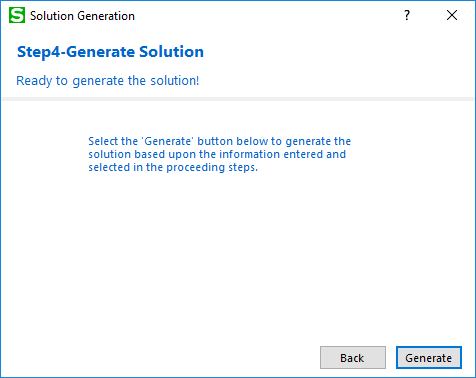 S Solution Generation ?
Step4-Generate Solution
Ready to generate the solution!
Select the 'Generate' button below to generate the
solution based upon the information entered and
selected in the proceeding steps.
Back Generate